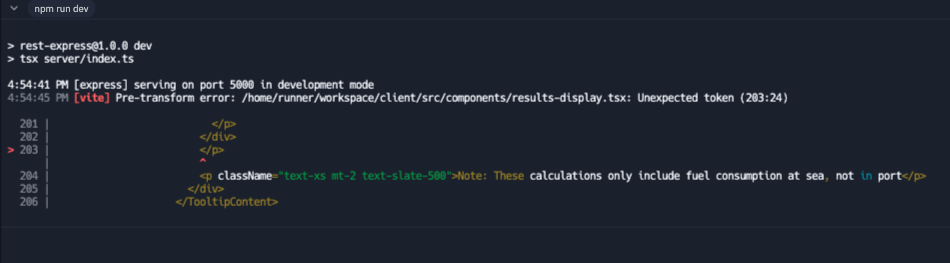 npm run dev
> rest-express@1.0.0 dev
> tsx server/index.ts
4:54:41 PM [express] serving on port 5000 in development mode
4:54:45 PM [vite] Pre-transform error: /home/runner/workspace/client/src/components/results-display.tsx: Unexpected token (203:24)
201 | </p>
202 | </div>
> 203 | </p>
| ^
204 | <p className="text-xs mt-2 text-slate-500">Note: These calculations only include fuel consumption at sea, not in port</p>
205 | </div>
206 | </TooltipContent>